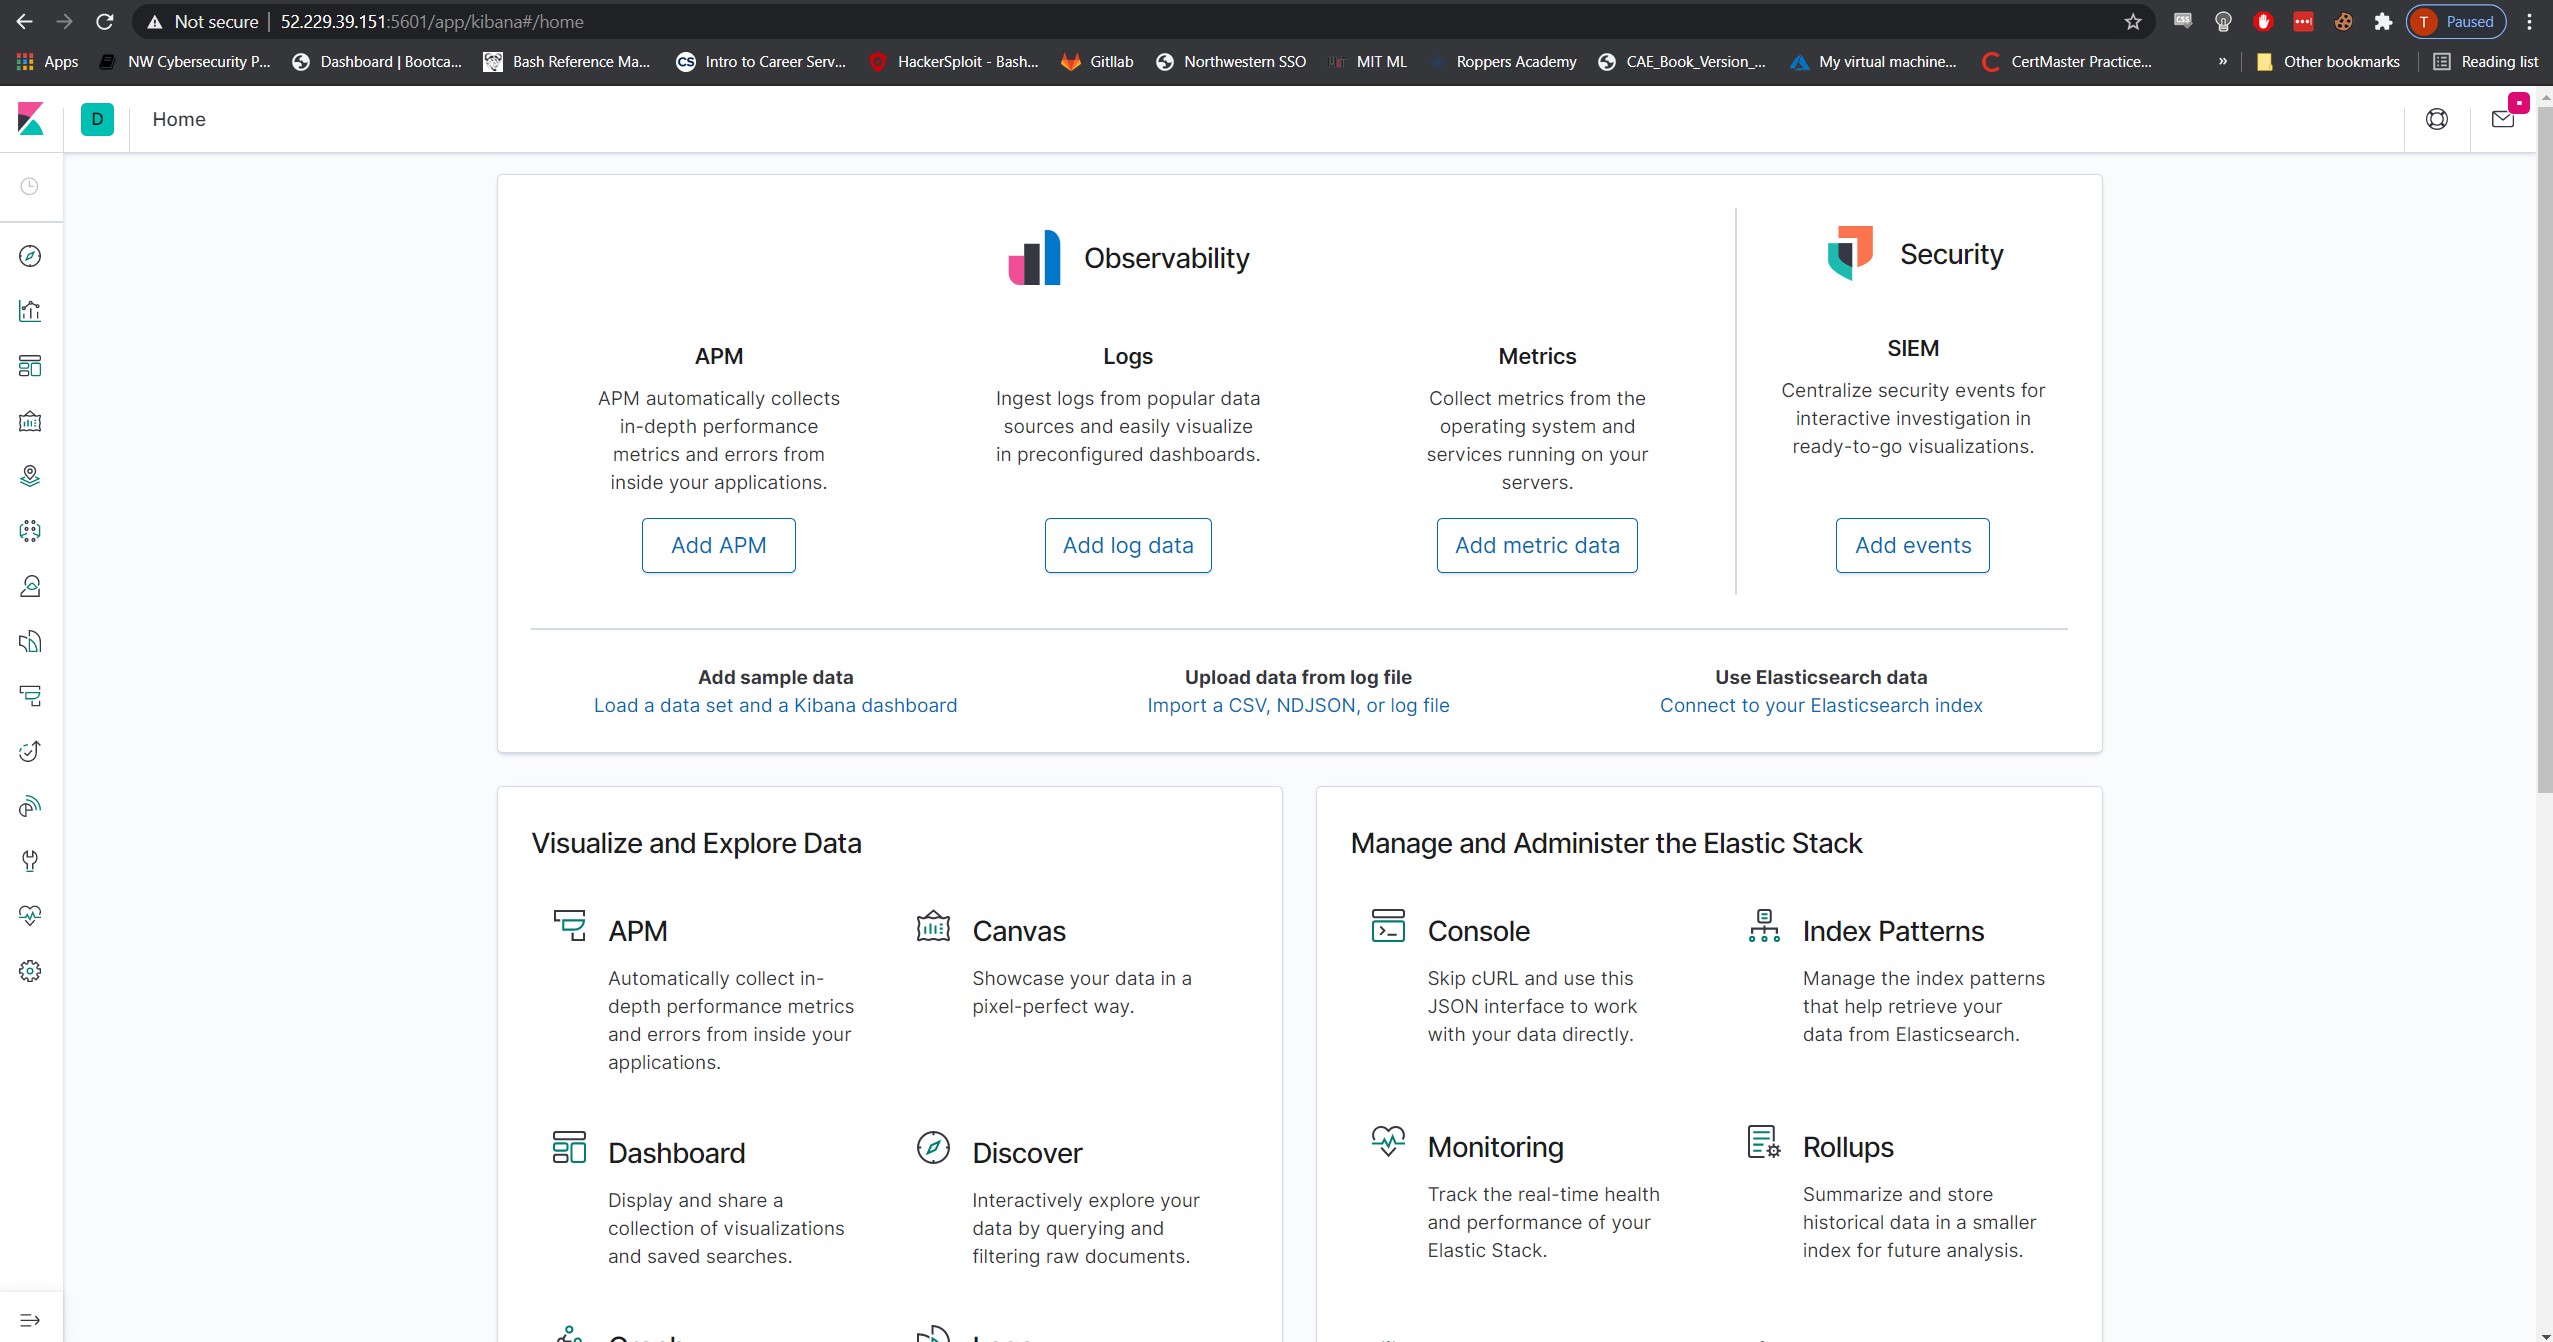 Not secure 52.229.39.151:5601/app/kibana#/home T Paused
Apps NW Cybersecurity P... Dashboard | Bootca... Bash Reference Ma... CS Intro to Career Serv... HackerSploit - Bash... Gitlab Northwestern SSO MIT ML Roppers Academy CAE_Book_Version_... My virtual machine... CertMaster Practice... » Other bookmarks Reading list
D Home
Observability
Security
APM
Logs
Metrics
SIEM
APM automatically collects
in-depth performance
metrics and errors from
inside your applications.
Ingest logs from popular data
sources and easily visualize
in preconfigured dashboards.
Collect metrics from the
operating system and
services running on your
servers.
Centralize security events for
interactive investigation in
ready-to-go visualizations.
Add APM
Add log data
Add metric data
Add events
Add sample data
Load a data set and a Kibana dashboard
Upload data from log file
Import a CSV, NDJSON, or log file
Use Elasticsearch data
Connect to your Elasticsearch index
Visualize and Explore Data
APM
Automatically collect in-
depth performance metrics
and errors from inside your
applications.
Canvas
Showcase your data in a
pixel-perfect way.
Dashboard
Display and share a
collection of visualizations
and saved searches.
Discover
Interactively explore your
data by querying and
filtering raw documents.
Manage and Administer the Elastic Stack
Console
Skip cURL and use this
JSON interface to work
with your data directly.
Index Patterns
Manage the index patterns
that help retrieve your
data from Elasticsearch.
Monitoring
Track the real-time health
and performance of your
Elastic Stack.
Rollups
Summarize and store
historical data in a smaller
index for future analysis.